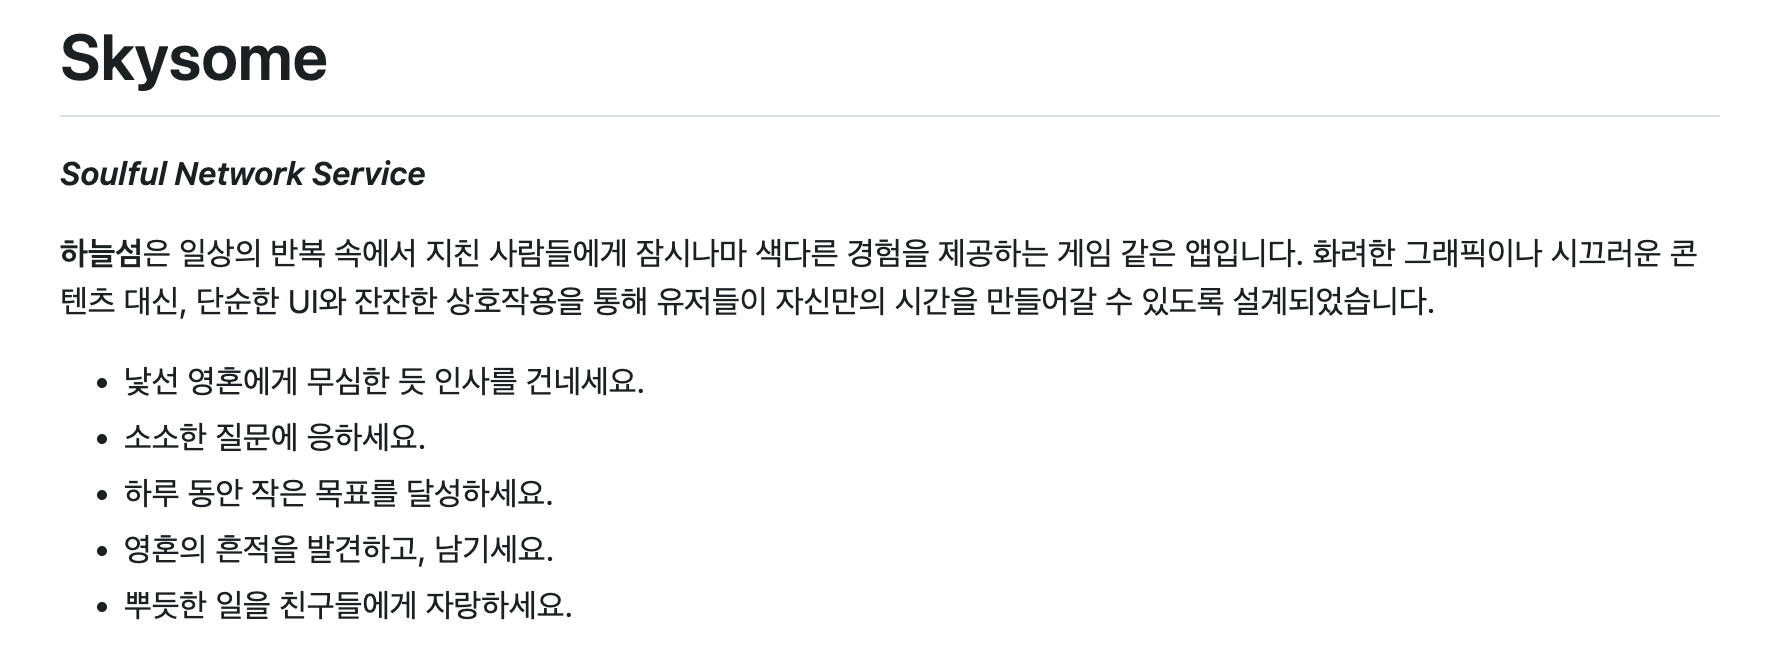 Skysome
Soulful Network Service
하늘섬은 일상의 반복 속에서 지친 사람들에게 잠시나마 색다른 경험을 제공하는 게임 같은 앱입니다. 화려한 그래픽이나 시끄러운 콘
텐츠 대신, 단순한 UI와 잔잔한 상호작용을 통해 유저들이 자신만의 시간을 만들어갈 수 있도록 설계되었습니다.
• 낯선 영혼에게 무심한 듯 인사를 건네세요.
• 소소한 질문에 응하세요.
• 하루 동안 작은 목표를 달성하세요.
• 영혼의 흔적을 발견하고, 남기세요.
• 뿌듯한 일을 친구들에게 자랑하세요.